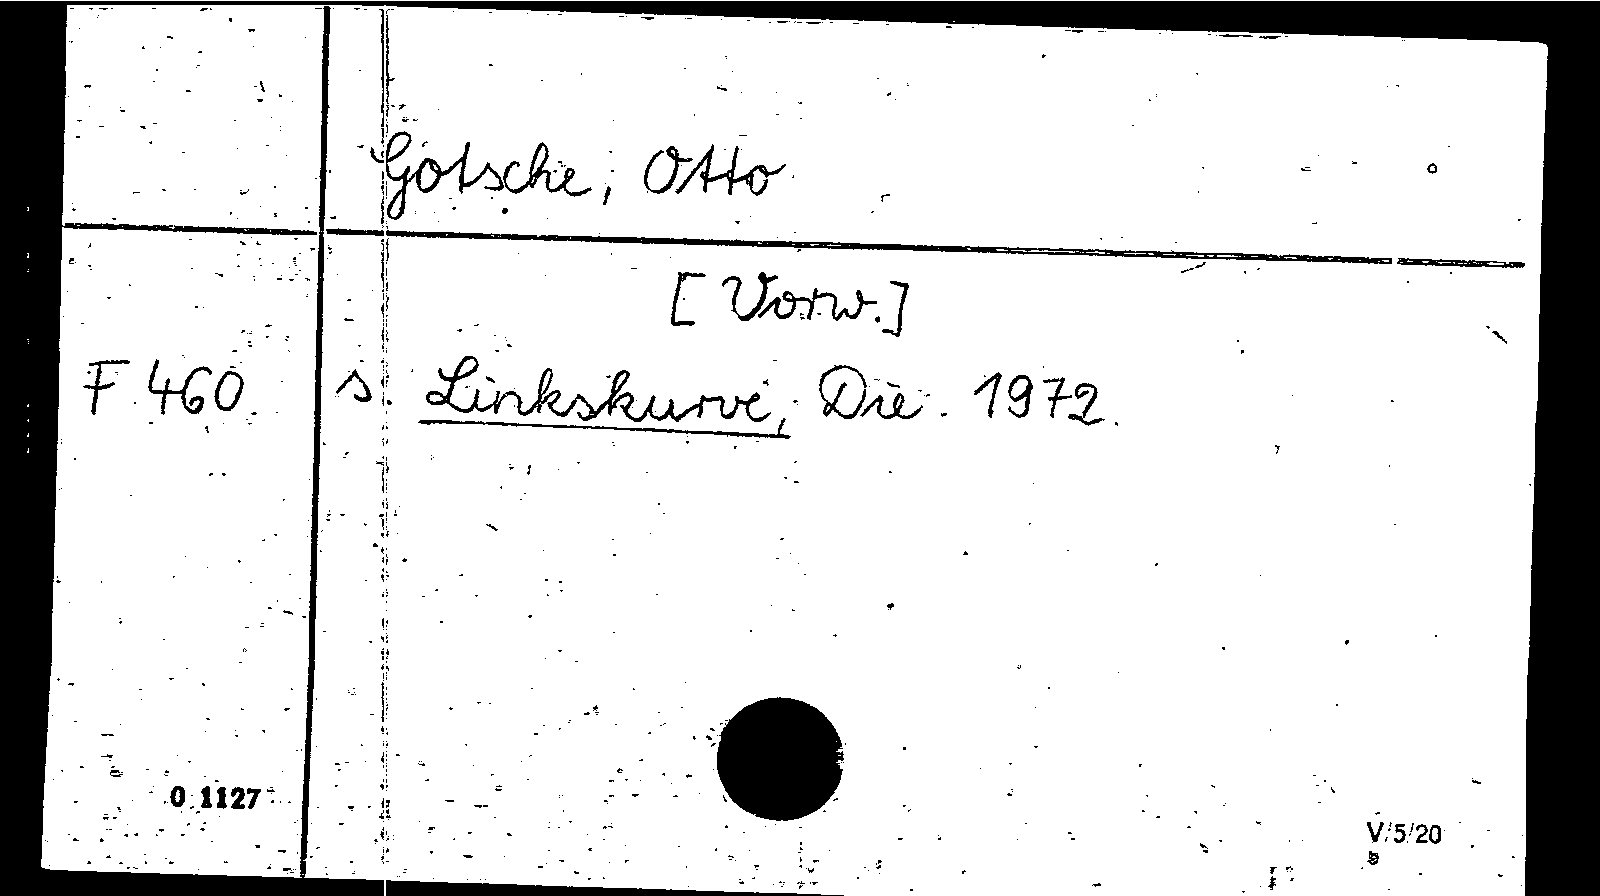 Gotsche, Otto
[Vorw.]
F 460 s. Linkskurve, Die. 1972.
0 1127
V/5/20